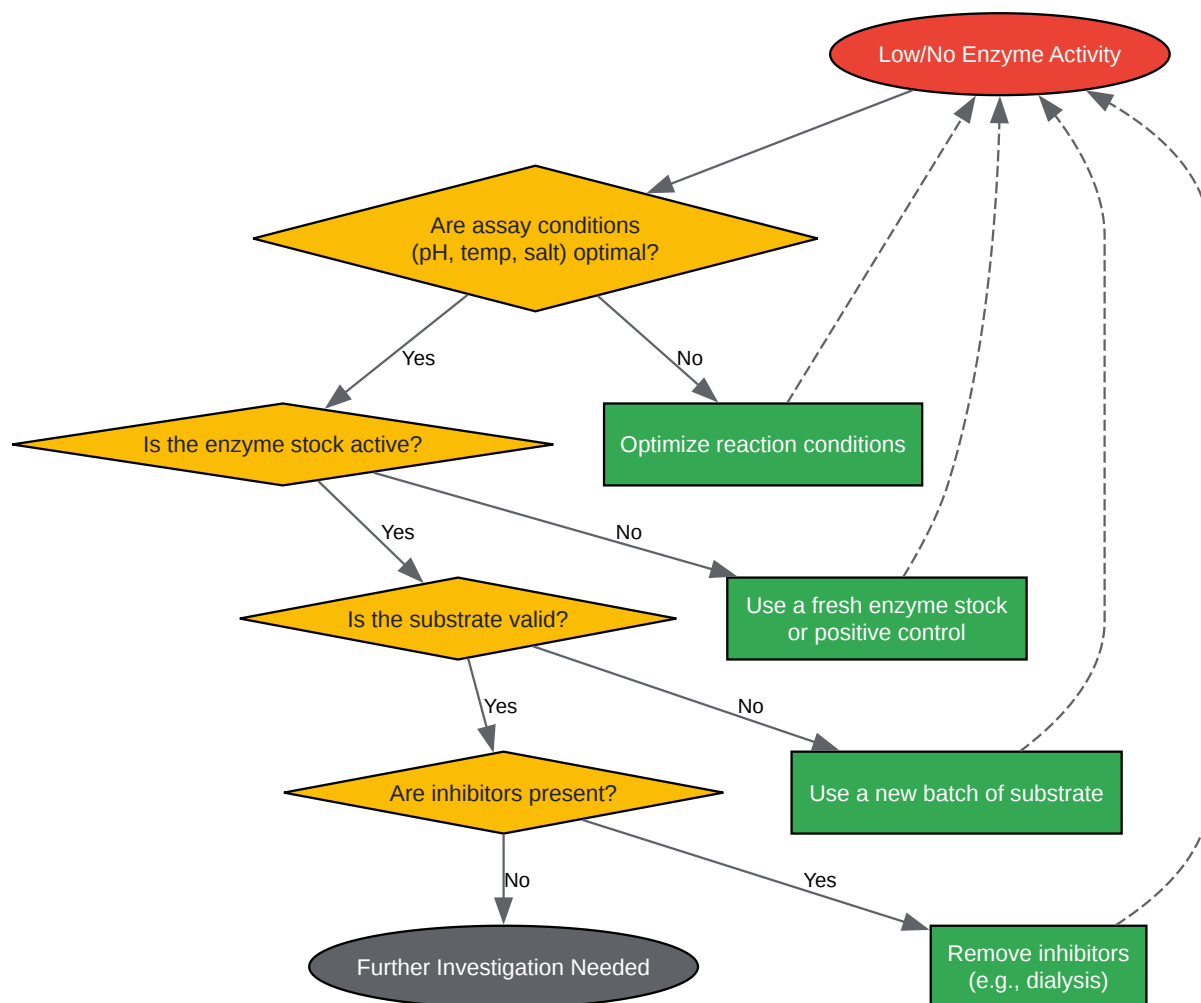 Low/No Enzyme Activity
Are assay conditions
(pH, temp, salt) optimal?
Yes
No
Is the enzyme stock active?
Optimize reaction conditions
Yes
No
Is the substrate valid?
Use a fresh enzyme stock
or positive control
Yes
No
Are inhibitors present?
Use a new batch of substrate
No
Yes
Further Investigation Needed
Remove inhibitors
(e.g., dialysis)